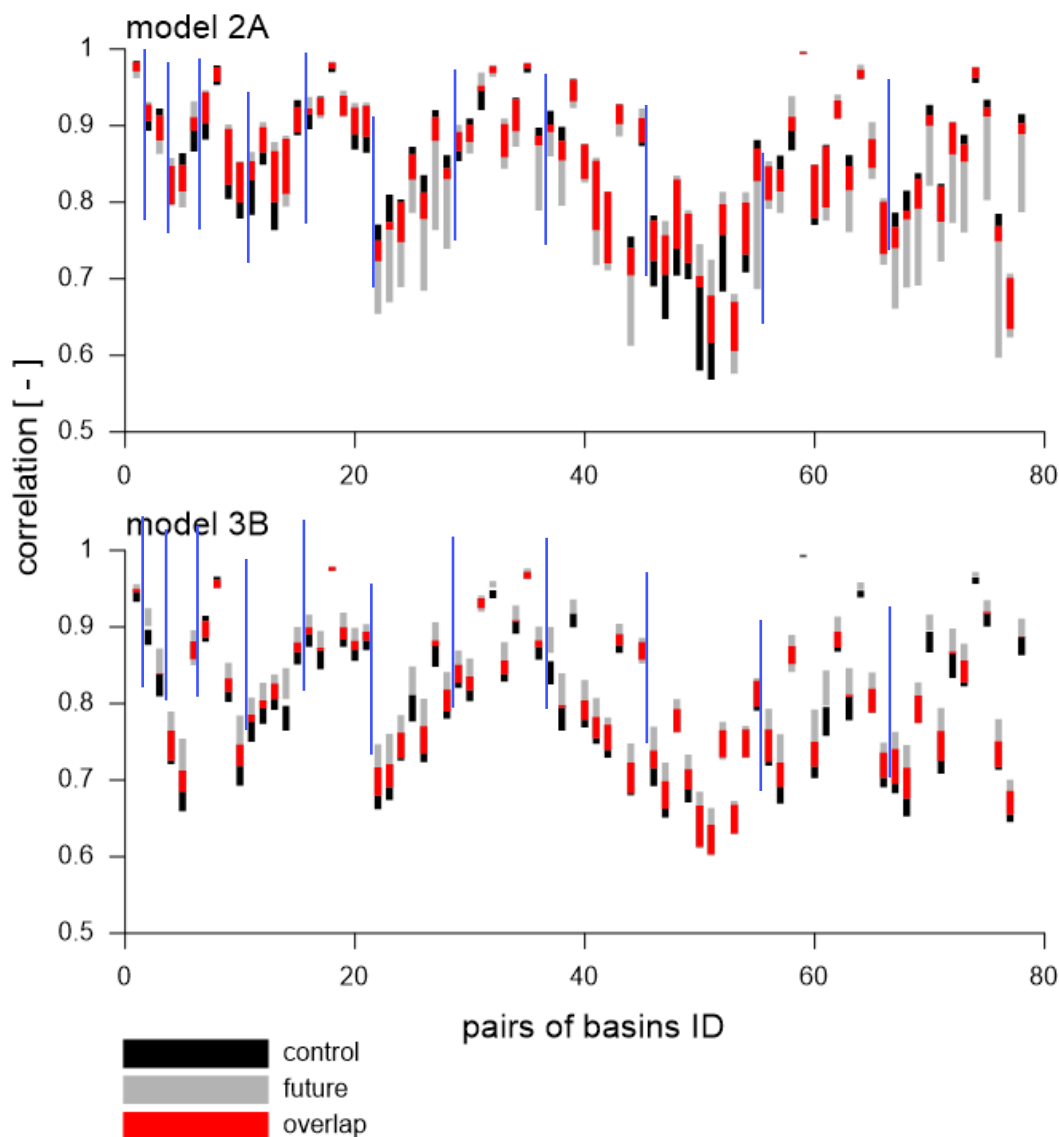 model 2A
1
0.9
0.8
0.7
0.6
0.5
0 20 40 60 80
correlation [ - ]
model 3B
1
0.9
0.8
0.7
0.6
0.5
0 20 40 60 80
pairs of basins ID
control
future
overlap